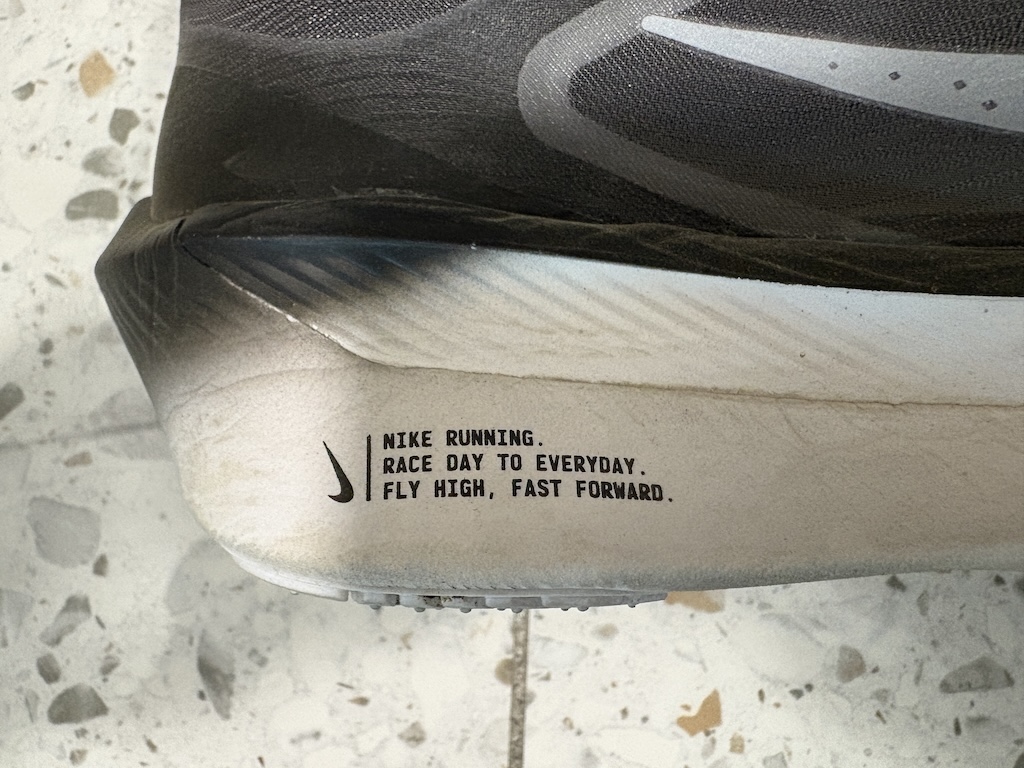 NIKE RUNNING.
RACE DAY TO EVERYDAY.
FLY HIGH, FAST FORWARD.